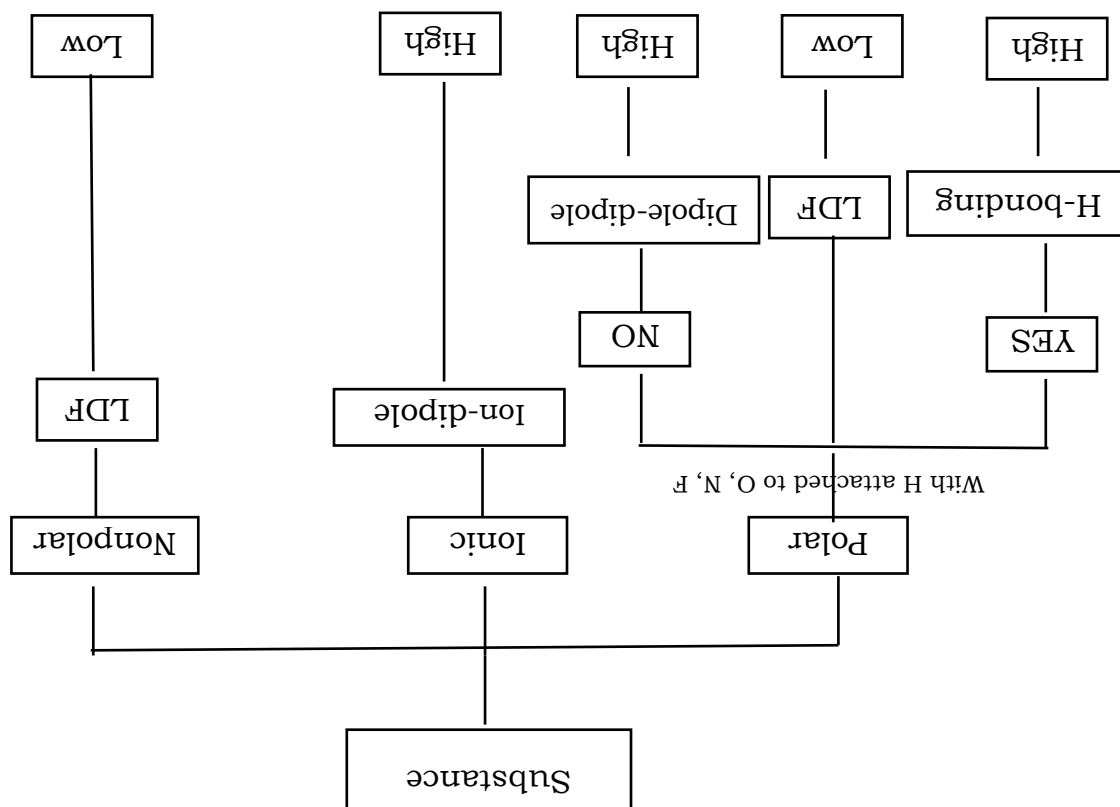 Substance
Polar
Ionic
Nonpolar
With H attached to O, N, F
Ion-dipole
LDF
YES
NO
H-bonding
LDF
Dipole-dipole
High
Low
High
High
Low